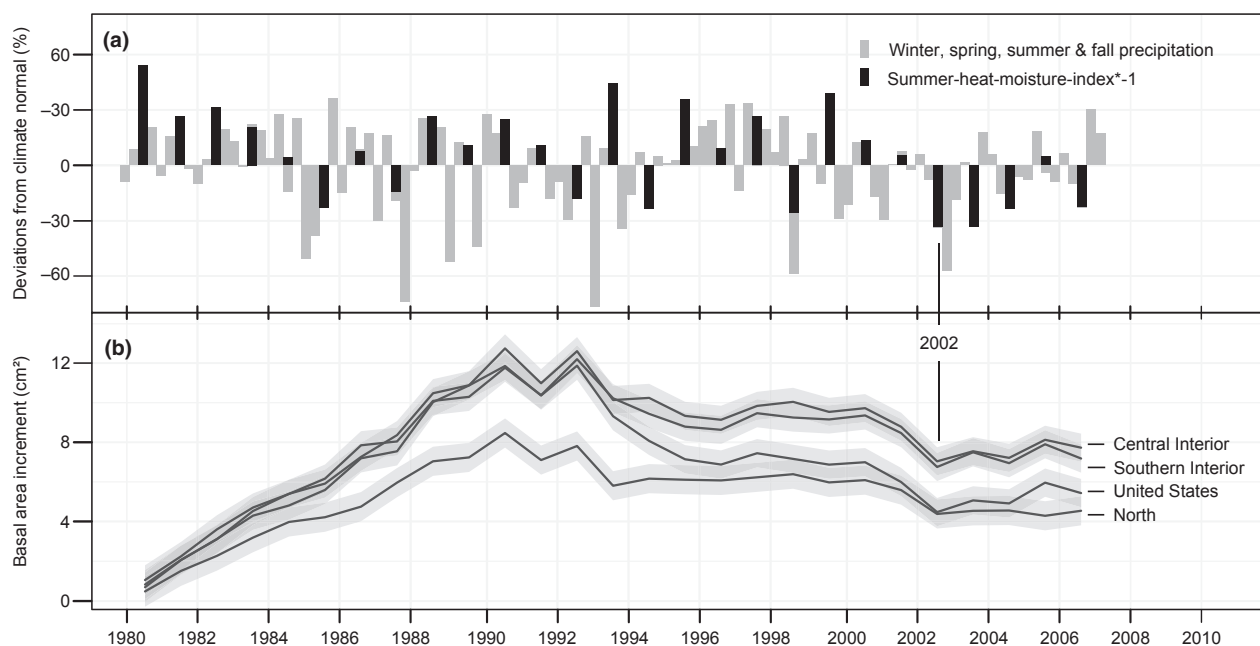 (a)
Winter, spring, summer & fall precipitation
Summer-heat-moisture-index*-1
Deviations from climate normal (%)
60
–30
30
0
–30
–60
2002
(b)
Basal area increment (cm²)
12
8
4
0
Central Interior
Southern Interior
United States
North
1980 1982 1984 1986 1988 1990 1992 1994 1996 1998 2000 2002 2004 2006 2008 2010